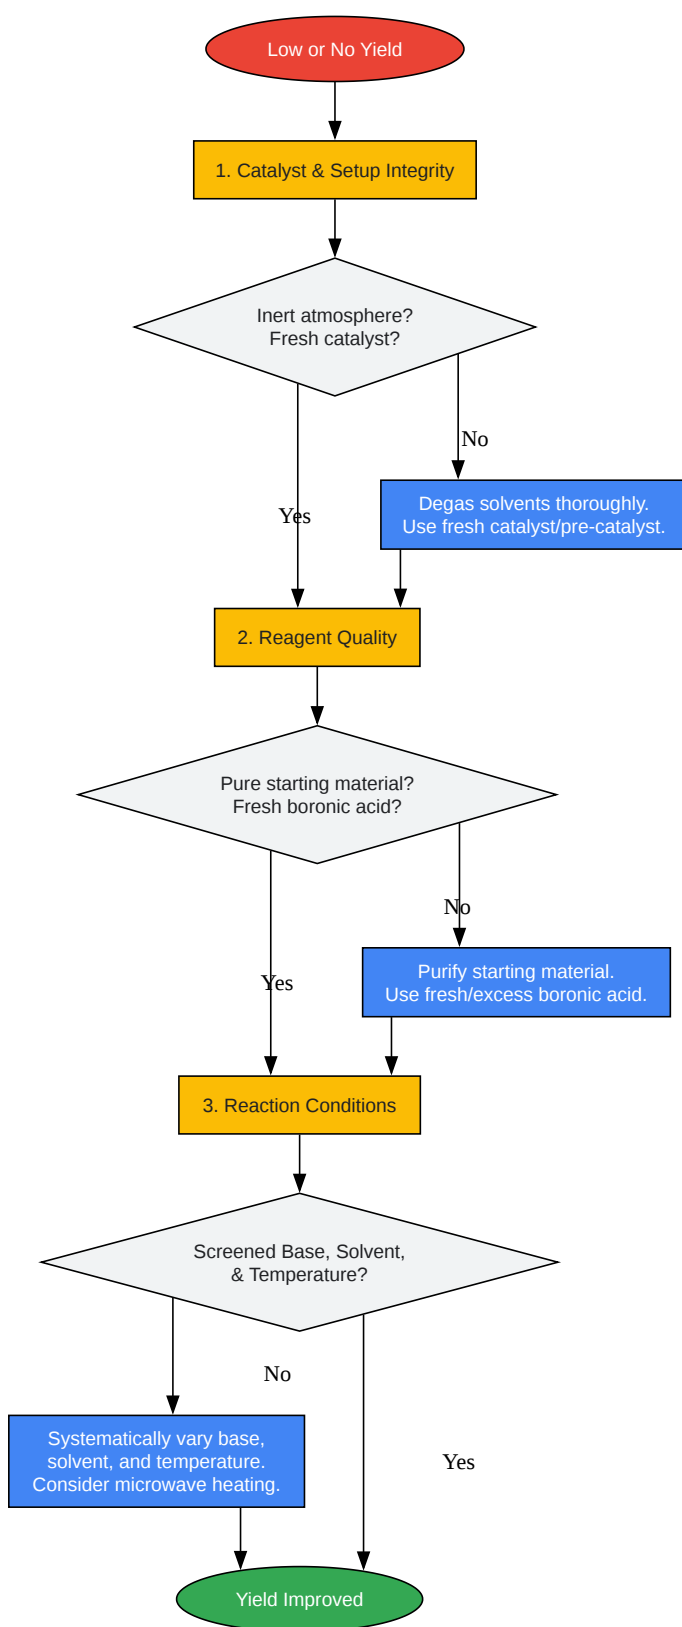 Low or No Yield
1. Catalyst & Setup Integrity
Inert atmosphere?
Fresh catalyst?
No
Degas solvents thoroughly.
Use fresh catalyst/pre-catalyst.
Yes
2. Reagent Quality
Pure starting material?
Fresh boronic acid?
No
Purify starting material.
Use fresh/excess boronic acid.
Yes
3. Reaction Conditions
Screened Base, Solvent,
& Temperature?
No
Systematically vary base,
solvent, and temperature.
Consider microwave heating.
Yes
Yield Improved